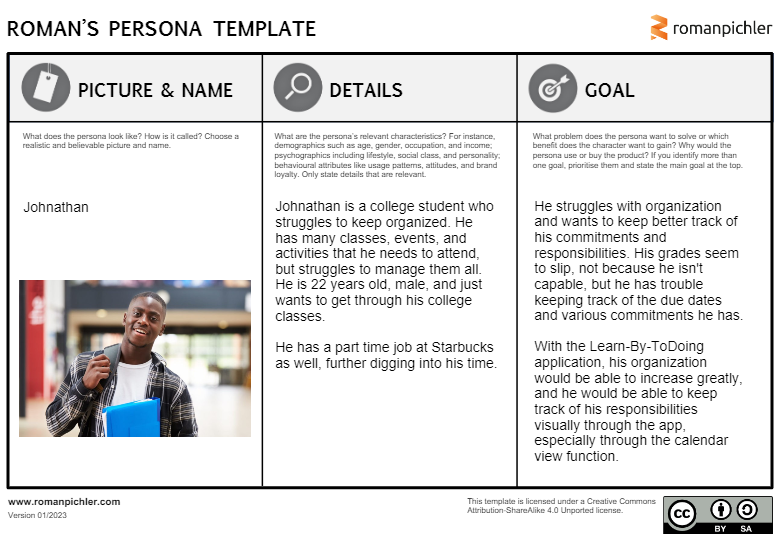 ROMAN'S PERSONA TEMPLATE
romanpichler
PICTURE & NAME
What does the persona look like? How is it called? Choose a
realistic and believable picture and name.
Johnathan
DETAILS
What are the persona's relevant characteristics? For instance,
demographics such as age, gender, occupation, and income;
psychographics including lifestyle, social class, and personality;
behavioural attributes like usage patterns, attitudes, and brand
loyalty. Only state details that are relevant.
Johnathan is a college student who
struggles to keep organized. He
has many classes, events, and
activities that he needs to attend,
but struggles to manage them all.
He is 22 years old, male, and just
wants to get through his college
classes.
He has a part time job at Starbucks
as well, further digging into his time.
GOAL
What problem does the persona want to solve or which
benefit does the character want to gain? Why would the
persona use or buy the product? If you identify more than
one goal, prioritise them and state the main goal at the top.
He struggles with organization
and wants to keep better track of
his commitments and
responsibilities. His grades seem
to slip, not because he isn't
capable, but he has trouble
keeping track of the due dates
and various commitments he has.
With the Learn-By-ToDoing
application, his organization
would be able to increase greatly,
and he would be able to keep
track of his responsibilities
visually through the app,
especially through the calendar
view function.
www.romanpichler.com
Version 01/2023
This template is licensed under a Creative Commons
Attribution-ShareAlike 4.0 Unported license.
cc
BY SA